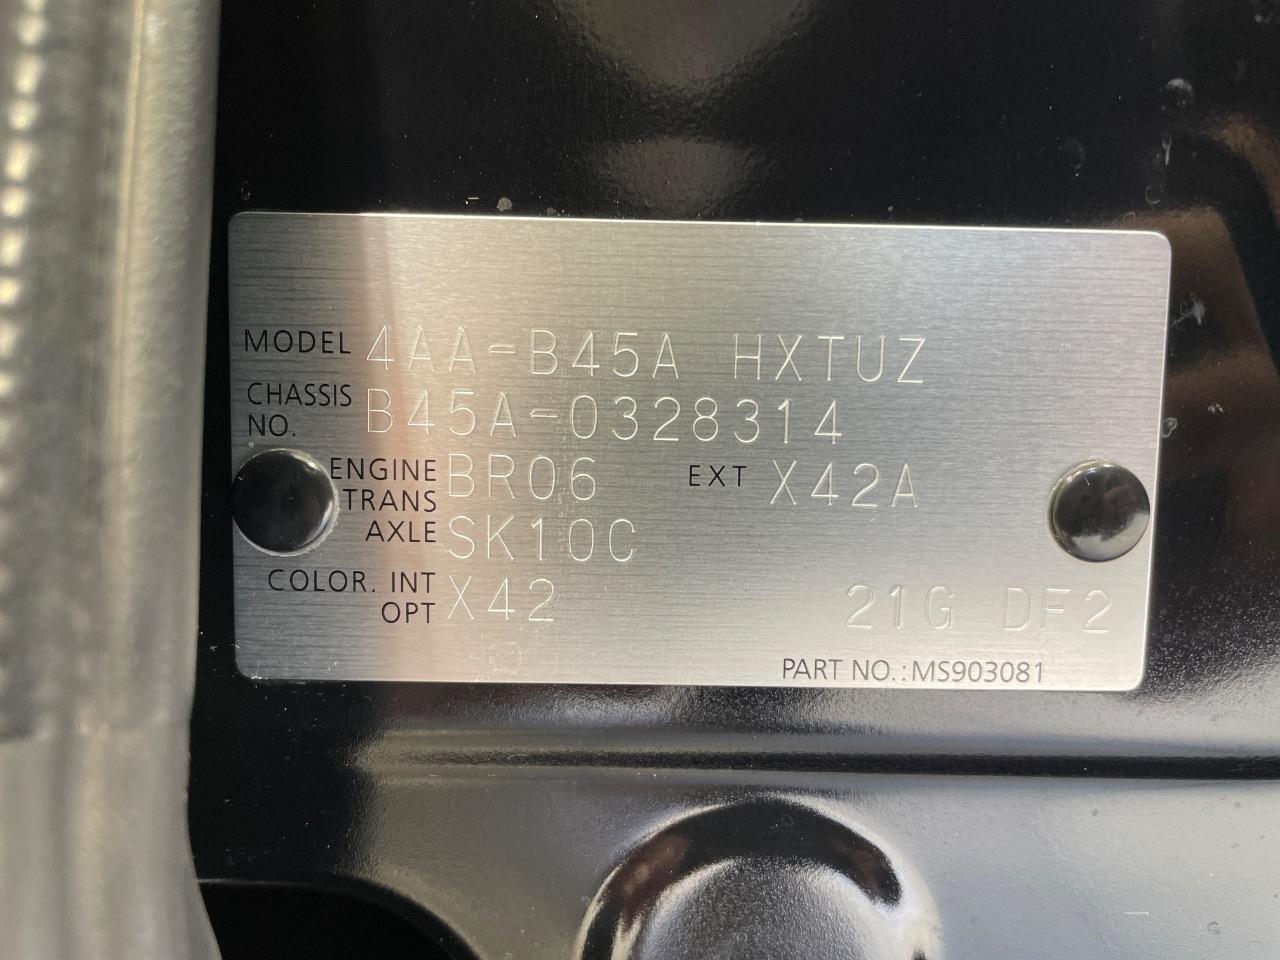 MODEL 4AA-B45A HXTUZ
CHASSIS NO. B45A-0328314
ENGINE BR06 EXT X42A
TRANS AXLE SK10C
COLOR. INT X42
OPT 21G DF2
PART NO.:MS903081